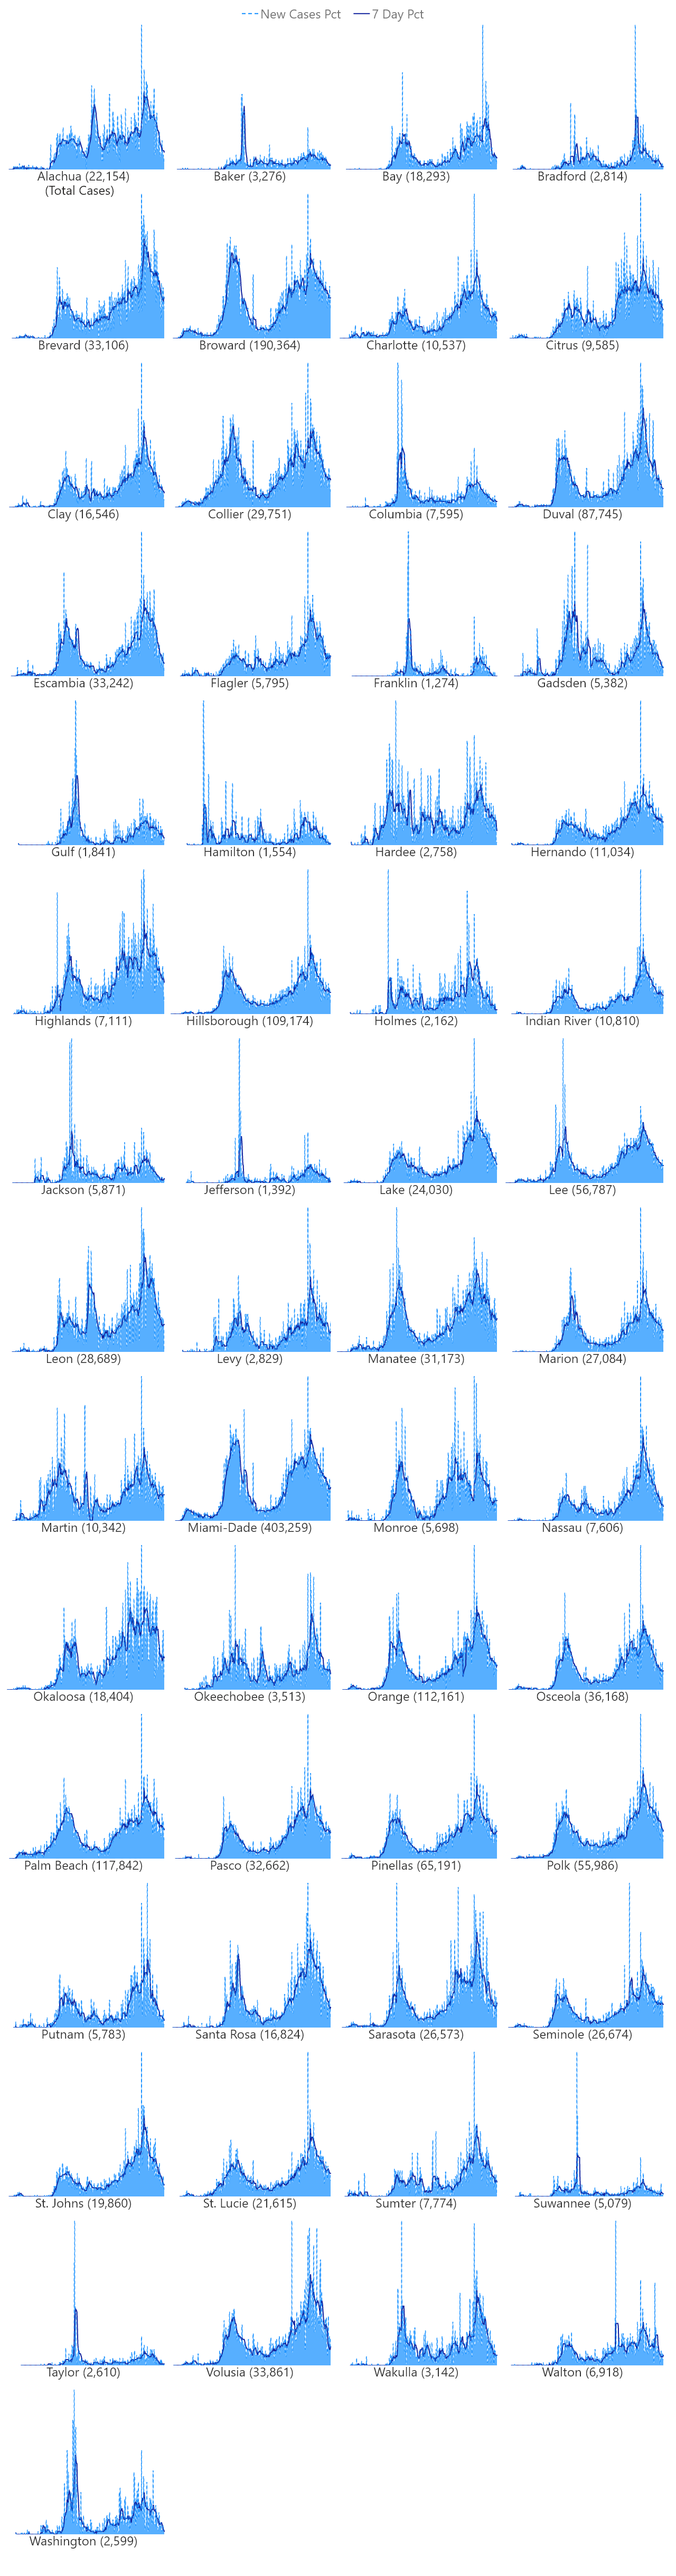 New Cases Pct 7 Day Pct
Alachua (22,154) Baker (3,276) Bay (18,293) Bradford (2,814)
(Total Cases)
Brevard (33,106) Broward (190,364) Charlotte (10,537) Citrus (9,585)
Clay (16,546) Collier (29,751) Columbia (7,595) Duval (87,745)
Escambia (33,242) Flagler (5,795) Franklin (1,274) Gadsden (5,382)
Gulf (1,841) Hamilton (1,554) Hardee (2,758) Hernando (11,034)
Highlands (7,111) Hillsborough (109,174) Holmes (2,162) Indian River (10,810)
Jackson (5,871) Jefferson (1,392) Lake (24,030) Lee (56,787)
Leon (28,689) Levy (2,829) Manatee (31,173) Marion (27,084)
Martin (10,342) Miami-Dade (403,259) Monroe (5,698) Nassau (7,606)
Okaloosa (18,404) Okeechobee (3,513) Orange (112,161) Osceola (36,168)
Palm Beach (117,842) Pasco (32,662) Pinellas (65,191) Polk (55,986)
Putnam (5,783) Santa Rosa (16,824) Sarasota (26,573) Seminole (26,674)
St. Johns (19,860) St. Lucie (21,615) Sumter (7,774) Suwannee (5,079)
Taylor (2,610) Volusia (33,861) Wakulla (3,142) Walton (6,918)
Washington (2,599)